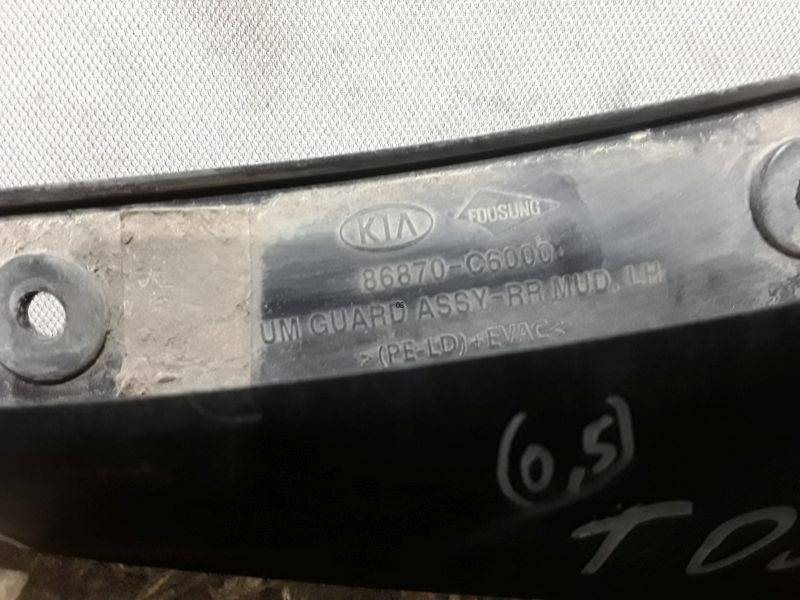 KIA FOOSUNG
86870-C6000
UM GUARD ASSY-RR MUD, LH
>(PE-LD)+EVAC<
(0,5)